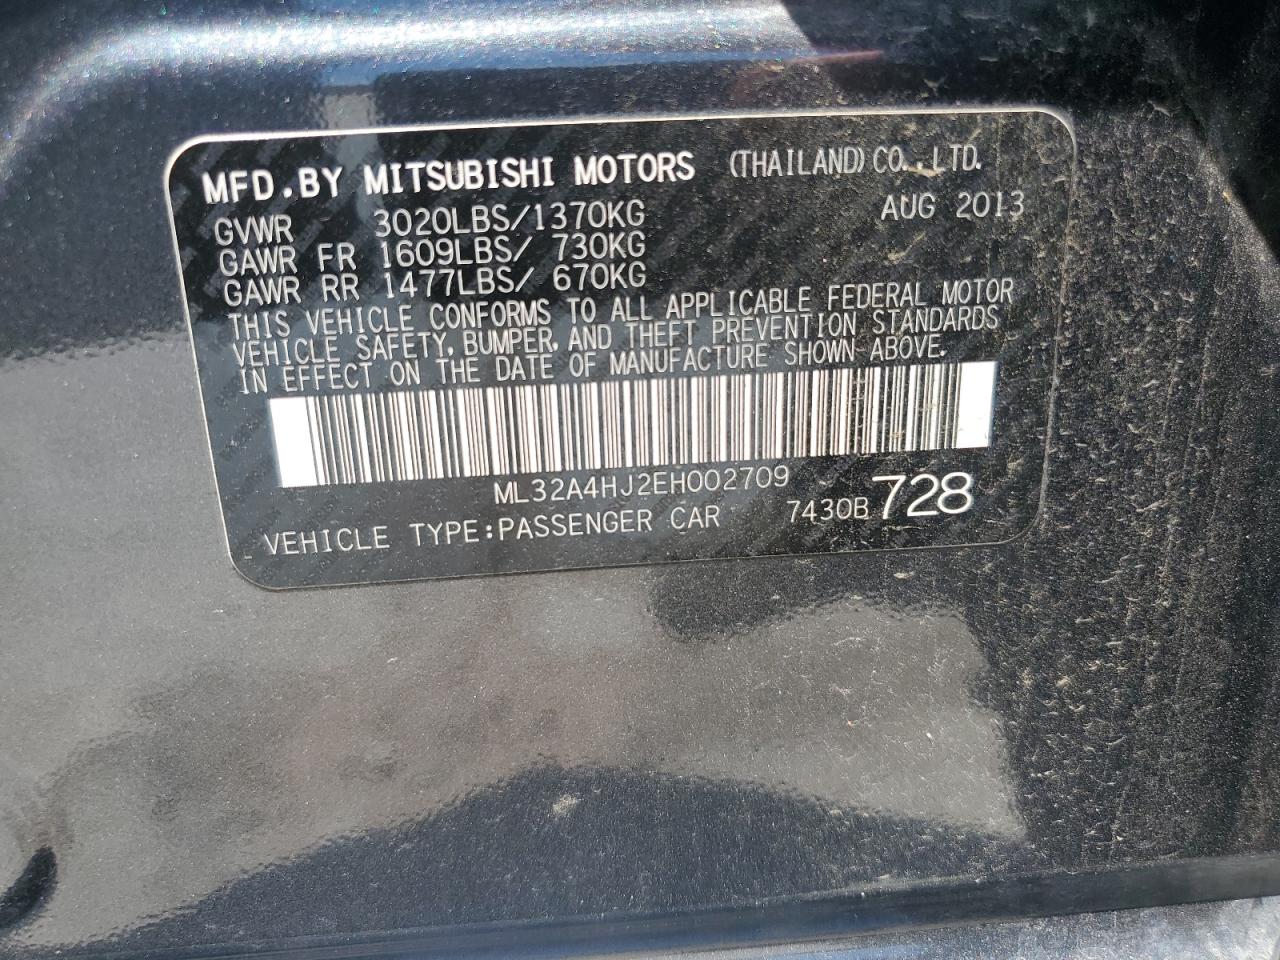 MFD.BY MITSUBISHI MOTORS (THAILAND) CO.,LTD.
GVWR 3020LBS/1370KG AUG 2013
GAWR FR 1609LBS/ 730KG
GAWR RR 1477LBS/ 670KG
THIS VEHICLE CONFORMS TO ALL APPLICABLE FEDERAL MOTOR
VEHICLE SAFETY, BUMPER, AND THEFT PREVENTION STANDARDS
IN EFFECT ON THE DATE OF MANUFACTURE SHOWN ABOVE.
ML32A4HJ2EH002709
VEHICLE TYPE:PASSENGER CAR 7430B 728